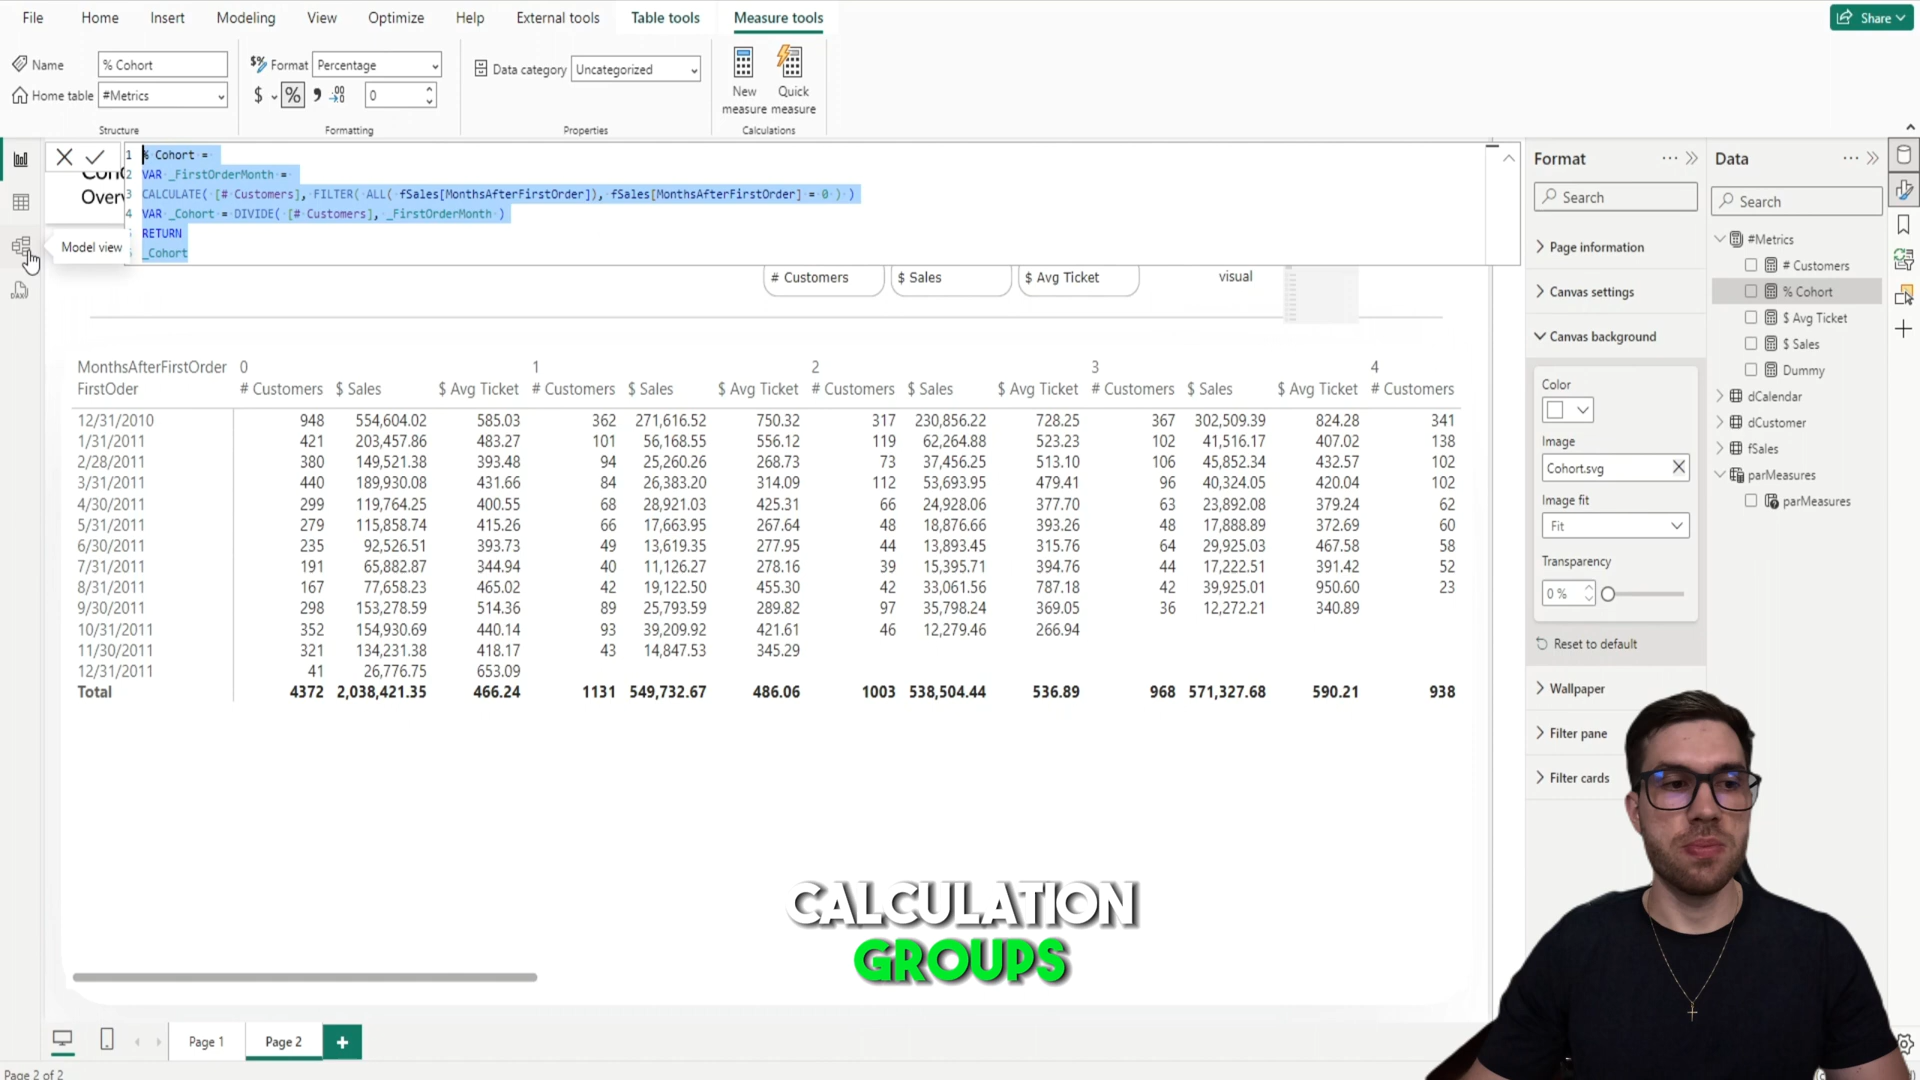 File Home Insert Modeling View Optimize Help External tools Table tools Measure tools
Share
Name % Cohort
Format Percentage
Data category Uncategorized
New measure
Quick measure
Home table #Metrics
$ % , 0
Structure Formatting Properties Calculations
1 % Cohort =
2 VAR _FirstOrderMonth =
3 CALCULATE( [# Customers], FILTER( ALL( fSales[MonthsAfterFirstOrder]), fSales[MonthsAfterFirstOrder] = 0 ) )
4 VAR _Cohort = DIVIDE( [# Customers], _FirstOrderMonth )
RETURN
_Cohort
Overv
Model view
# Customers $ Sales $ Avg Ticket visual
MonthsAfterFirstOrder 0 1 2 3 4
FirstOder # Customers $ Sales $ Avg Ticket # Customers $ Sales $ Avg Ticket # Customers $ Sales $ Avg Ticket # Customers $ Sales $ Avg Ticket # Customers
12/31/2010 948 554,604.02 585.03 362 271,616.52 750.32 317 230,856.22 728.25 367 302,509.39 824.28 341
1/31/2011 421 203,457.86 483.27 101 56,168.55 556.12 119 62,264.88 523.23 102 41,516.17 407.02 138
2/28/2011 380 149,521.38 393.48 94 25,260.26 268.73 73 37,456.25 513.10 106 45,852.34 432.57 102
3/31/2011 440 189,930.08 431.66 84 26,383.20 314.09 112 53,693.95 479.41 96 40,324.05 420.04 102
4/30/2011 299 119,764.25 400.55 68 28,921.03 425.31 66 24,928.06 377.70 63 23,892.08 379.24 62
5/31/2011 279 115,858.74 415.26 66 17,663.95 267.64 48 18,876.66 393.26 48 17,888.89 372.69 60
6/30/2011 235 92,526.51 393.73 49 13,619.35 277.95 44 13,893.45 315.76 64 29,925.03 467.58 58
7/31/2011 191 65,882.87 344.94 40 11,126.27 278.16 39 15,395.71 394.76 44 17,222.51 391.42 52
8/31/2011 167 77,658.23 465.02 42 19,122.50 455.30 42 33,061.56 787.18 42 39,925.01 950.60 23
9/30/2011 298 153,278.59 514.36 89 25,793.59 289.82 97 35,798.24 369.05 36 12,272.21 340.89
10/31/2011 352 154,930.69 440.14 93 39,209.92 421.61 46 12,279.46 266.94
11/30/2011 321 134,231.38 418.17 43 14,847.53 345.29
12/31/2011 41 26,776.75 653.09
Total 4372 2,038,421.35 466.24 1131 549,732.67 486.06 1003 538,504.44 536.89 968 571,327.68 590.21 938
CALCULATION
GROUPS
Page 1 Page 2 +
Page 2 of 2
Format
Search
Page information
Canvas settings
Canvas background
Color
Image
Cohort.svg
Image fit
Fit
Transparency
0 %
Reset to default
Wallpaper
Filter pane
Filter cards
Data
Search
#Metrics
# Customers
% Cohort
$ Avg Ticket
$ Sales
Dummy
dCalendar
dCustomer
fSales
parMeasures
parMeasures